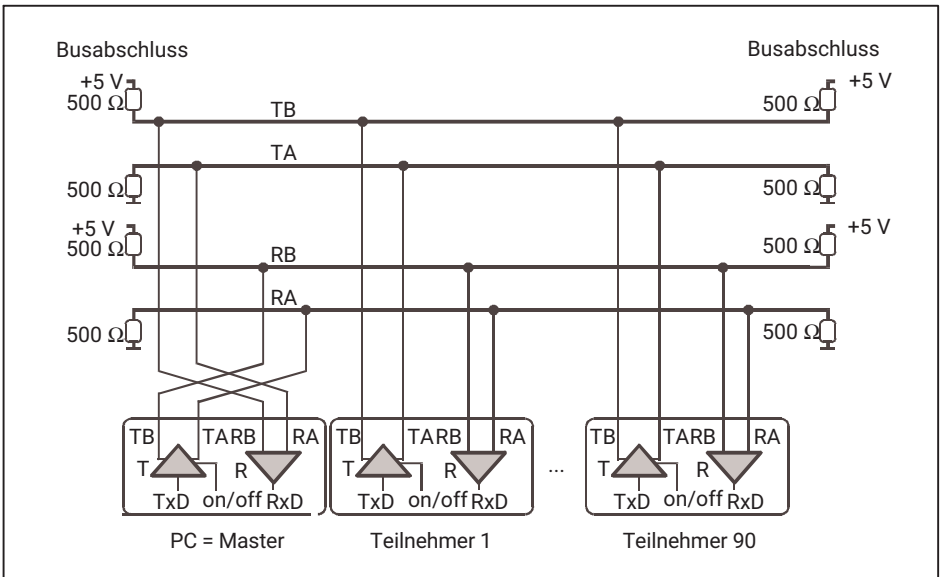 Busabschluss Busabschluss
+5 V +5 V
500 Ω 500 Ω
TB
TA
500 Ω 500 Ω
+5 V +5 V
500 Ω 500 Ω
RB
RA
500 Ω 500 Ω
TB TARB RA TB TARB RA TB TARB RA
T R T R ... T R
TxD on/off RxD TxD on/off RxD TxD on/off RxD
PC = Master Teilnehmer 1 Teilnehmer 90